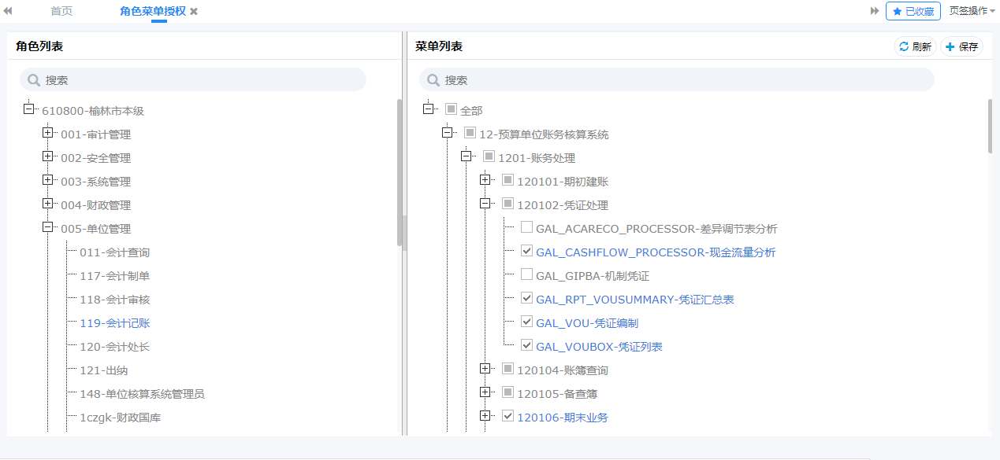 首页
角色菜单授权
已收藏
页签操作
角色列表
搜索
610800-榆林市本级
001-审计管理
002-安全管理
003-系统管理
004-财政管理
005-单位管理
011-会计查询
117-会计制单
118-会计审核
119-会计记账
120-会计处长
121-出纳
148-单位核算系统管理员
1czgk-财政国库
菜单列表
刷新
保存
搜索
全部
12-预算单位账务核算系统
1201-账务处理
120101-期初建账
120102-凭证处理
GAL_ACARECO_PROCESSOR-差异调节表分析
GAL_CASHFLOW_PROCESSOR-现金流量分析
GAL_GIPBA-机制凭证
GAL_RPT_VOUSUMMARY-凭证汇总表
GAL_VOU-凭证编制
GAL_VOUBOX-凭证列表
120104-账簿查询
120105-备查簿
120106-期末业务